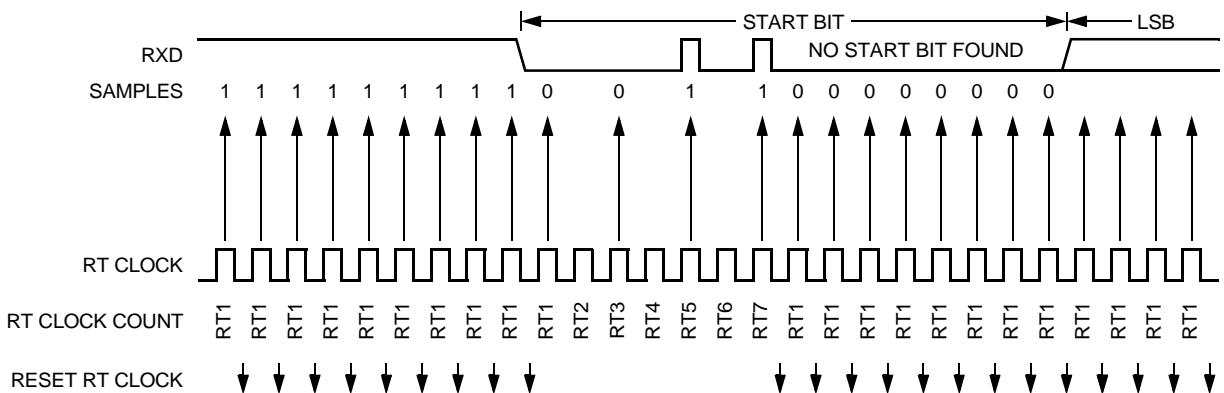 START BIT LSB
RXD NO START BIT FOUND
SAMPLES 1 1 1 1 1 1 1 1 1 0 0 1 1 0 0 0 0 0 0 0 0
RT CLOCK
RT CLOCK COUNT RT1 RT1 RT1 RT1 RT1 RT1 RT1 RT1 RT1 RT1 RT2 RT3 RT4 RT5 RT6 RT7 RT1 RT1 RT1 RT1 RT1 RT1 RT1 RT1 RT1 RT1 RT1 RT1
RESET RT CLOCK